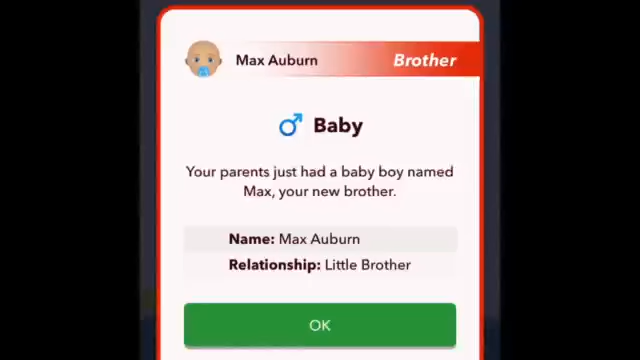 Max Auburn Brother
Baby
Your parents just had a baby boy named
Max, your new brother.
Name: Max Auburn
Relationship: Little Brother
OK